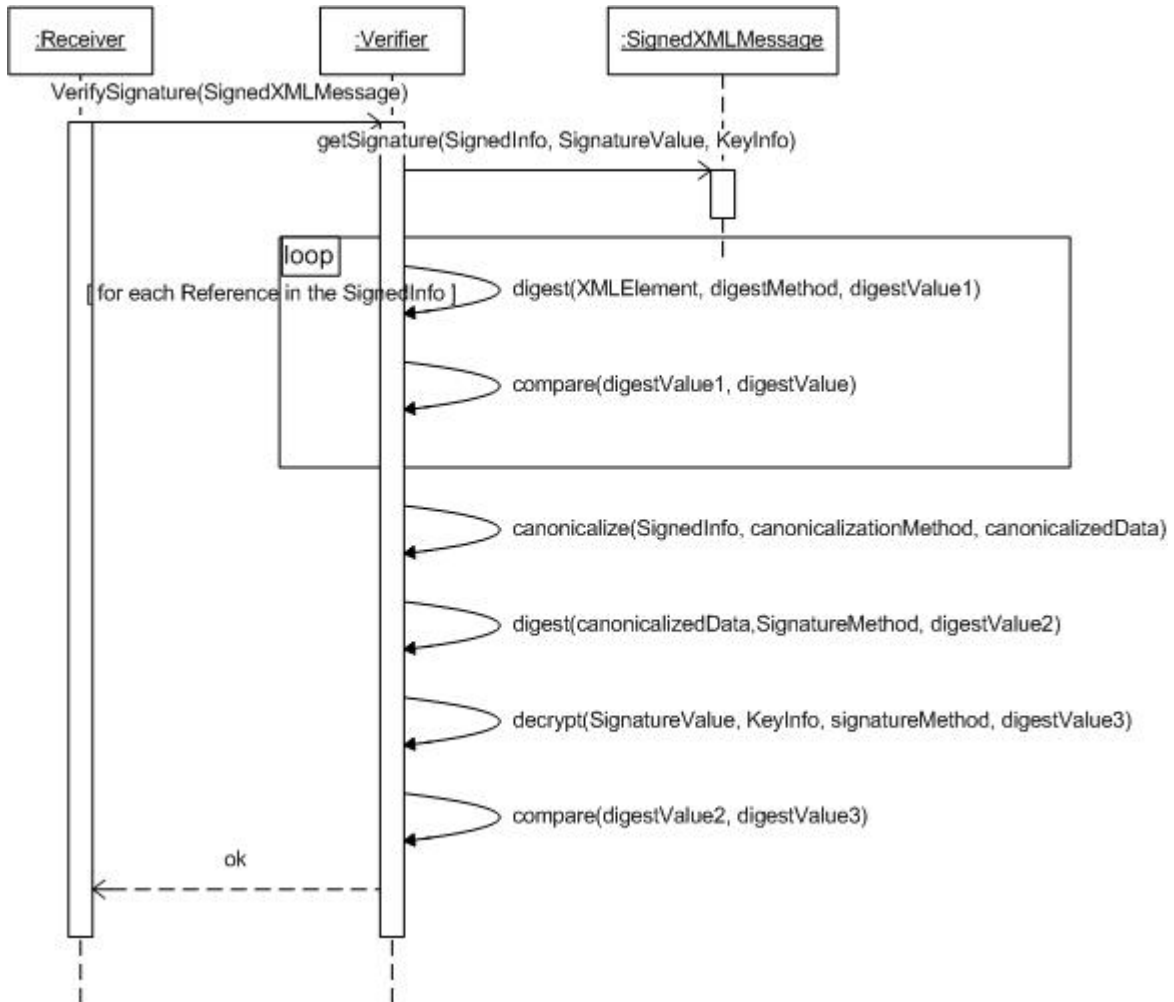 :Receiver
:Verifier
:SignedXMLMessage
VerifySignature(SignedXMLMessage)
getSignature(SignedInfo, SignatureValue, KeyInfo)
loop
[ for each Reference in the SignedInfo ]
digest(XMLElement, digestMethod, digestValue1)
compare(digestValue1, digestValue)
canonicalize(SignedInfo, canonicalizationMethod, canonicalizedData)
digest(canonicalizedData,SignatureMethod, digestValue2)
decrypt(SignatureValue, KeyInfo, signatureMethod, digestValue3)
compare(digestValue2, digestValue3)
ok